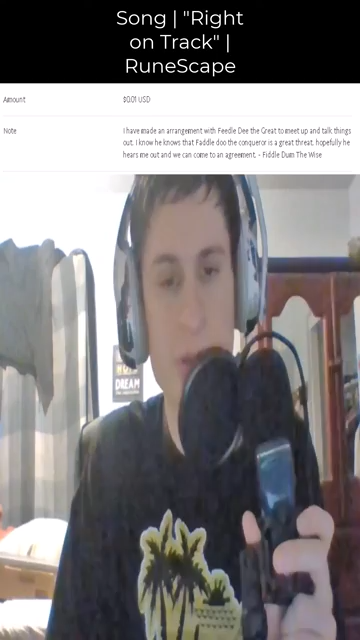 Song | "Right
on Track" |
RuneScape
Amount
$0.01 USD
Note
I have made an arrangement with Feedle Dee the Great to meet up and talk things
out. I know he knows that Faddle doo the conqueror is a great threat. hopefully he
hears me out and we can come to an agreement. - Fiddle Dum The Wise
DREAM